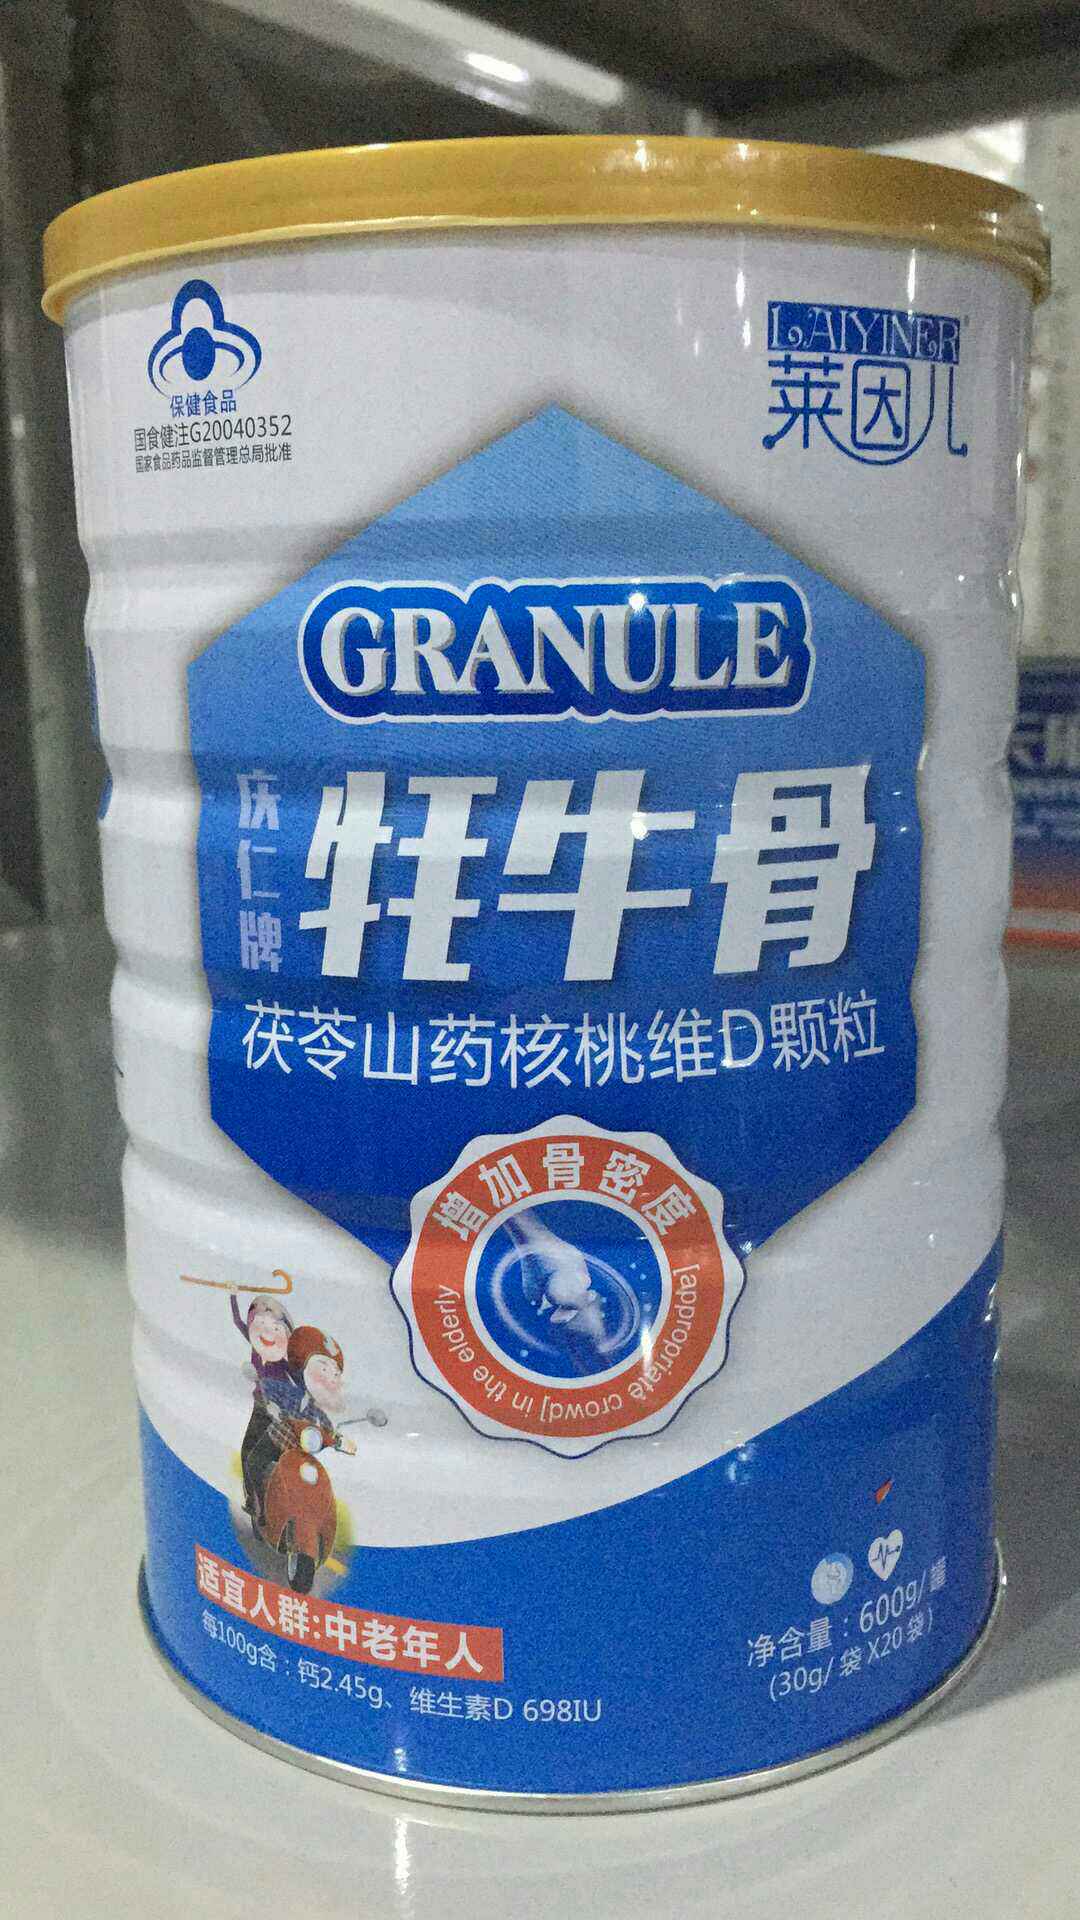 保健食品
国食健注G20040352
国家食品药品监督管理总局批准
LAIYINER
莱因儿
GRANULE
庆仁牌
牦牛骨
茯苓山药核桃维D颗粒
增加骨密度
[appropriate crowd] in the elderly
适宜人群:中老年人
每100g含：钙2.45g、维生素D 698IU
净含量：600g/罐
(30g/袋X20袋)